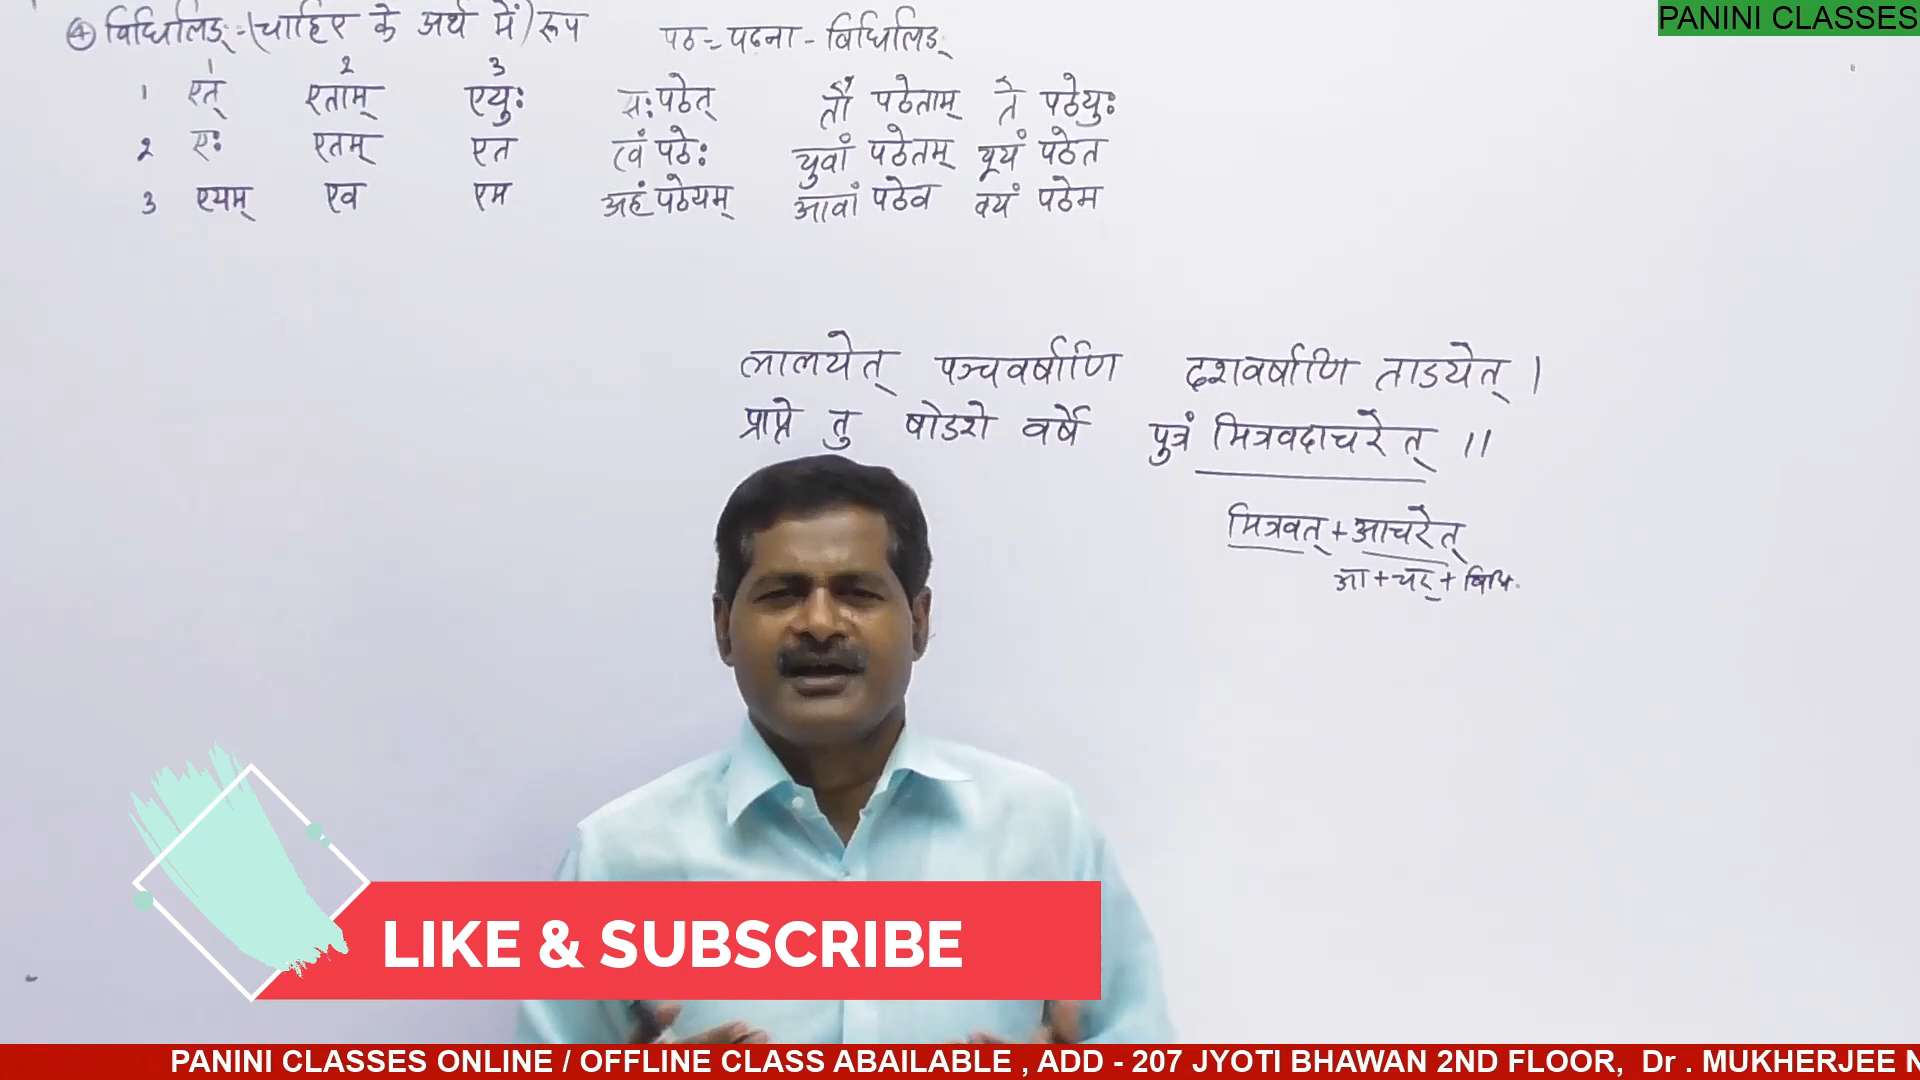 PANINI CLASSES
④ विधिलिङ् - (चाहिए के अर्थ में) रूप पठ = पढना - विधिलिङ्
1 2 3
1 एत् एताम् एयुः सः पठेत् तौ पठेताम् ते पठेयुः
2 एः एतम् एत त्वं पठेः युवां पठेतम् यूयं पठेत
3 एयम् एव एम अहं पठेयम् आवां पठेव वयं पठेम
लालयेत् पञ्चवर्षाणि दशवर्षाणि ताडयेत् ।
प्राप्ते तु षोडशे वर्षे पुत्रं मित्रवदाचरेत् ॥
मित्रवत् + आचरेत्
आ + चर् + विधि.
LIKE & SUBSCRIBE
PANINI CLASSES ONLINE / OFFLINE CLASS ABAILABLE , ADD - 207 JYOTI BHAWAN 2ND FLOOR, Dr . MUKHERJEE N